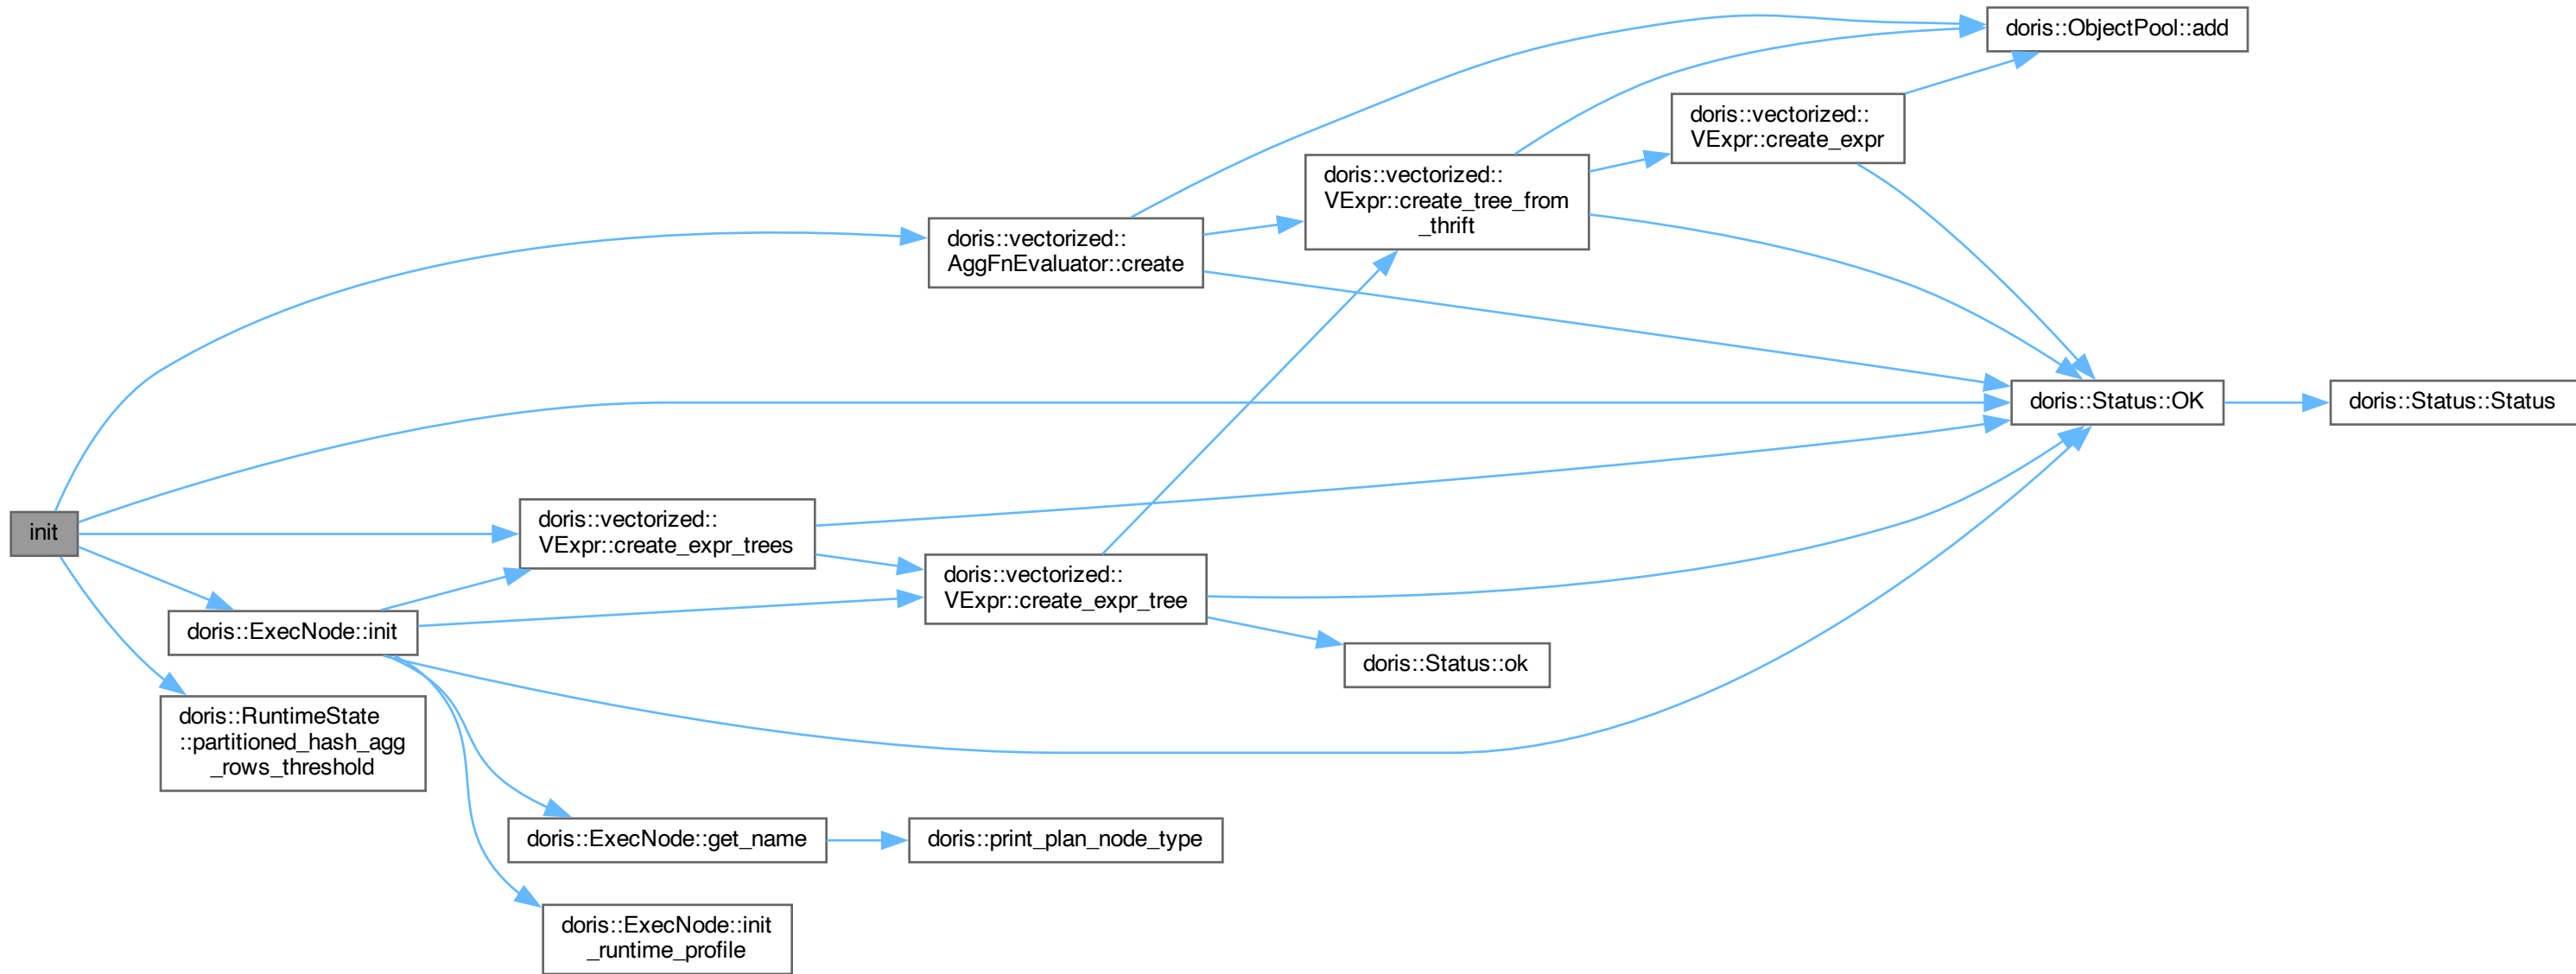 doris::ObjectPool::add
doris::vectorized::
VExpr::create_expr
doris::vectorized::
VExpr::create_tree_from
_thrift
doris::vectorized::
AggFnEvaluator::create
doris::Status::OK
doris::Status::Status
init
doris::vectorized::
VExpr::create_expr_trees
doris::vectorized::
VExpr::create_expr_tree
doris::ExecNode::init
doris::Status::ok
doris::RuntimeState
::partitioned_hash_agg
_rows_threshold
doris::ExecNode::get_name
doris::print_plan_node_type
doris::ExecNode::init
_runtime_profile